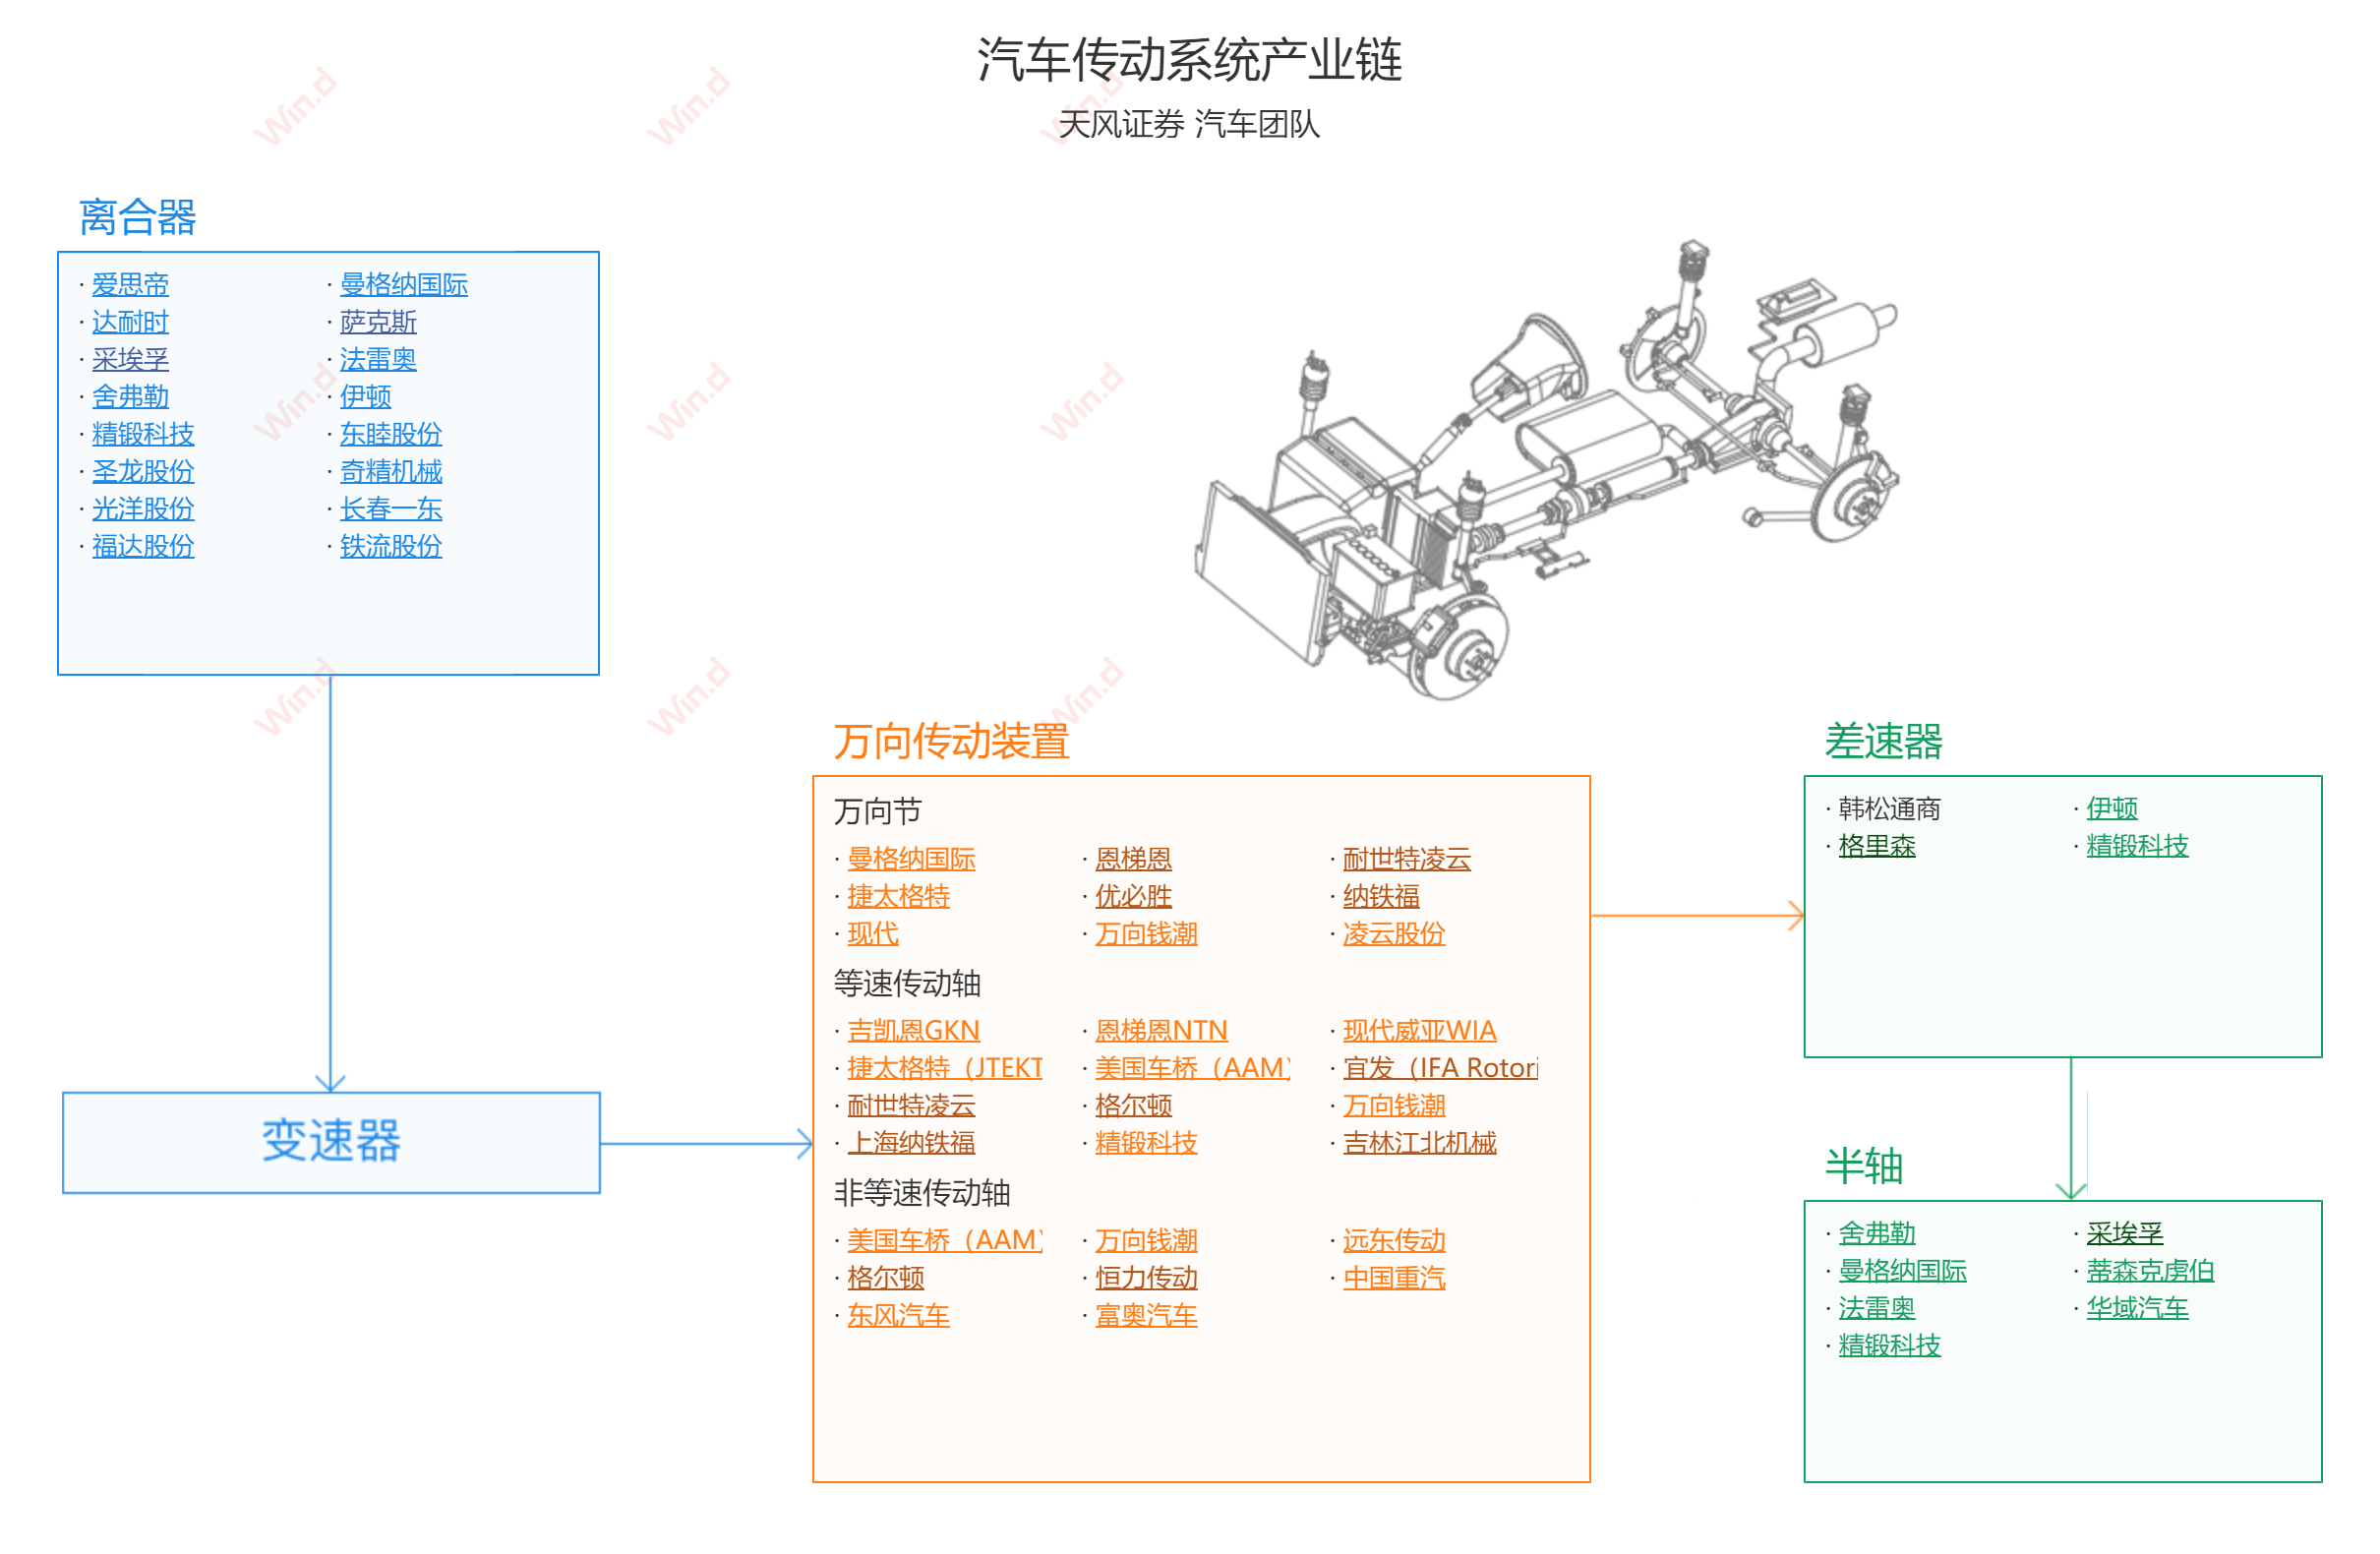 汽车传动系统产业链
天风证券 汽车团队
离合器
· 爱思帝 · 曼格纳国际
· 达耐时 · 萨克斯
· 采埃孚 · 法雷奥
· 舍弗勒 · 伊顿
· 精锻科技 · 东睦股份
· 圣龙股份 · 奇精机械
· 光洋股份 · 长春一东
· 福达股份 · 铁流股份
变速器
万向传动装置
万向节
· 曼格纳国际 · 恩梯恩 · 耐世特凌云
· 捷太格特 · 优必胜 · 纳铁福
· 现代 · 万向钱潮 · 凌云股份
等速传动轴
· 吉凯恩GKN · 恩梯恩NTN · 现代威亚WIA
· 捷太格特（JTEKT · 美国车桥（AAM） · 宜发（IFA Rotori
· 耐世特凌云 · 格尔顿 · 万向钱潮
· 上海纳铁福 · 精锻科技 · 吉林江北机械
非等速传动轴
· 美国车桥（AAM） · 万向钱潮 · 远东传动
· 格尔顿 · 恒力传动 · 中国重汽
· 东风汽车 · 富奥汽车
差速器
· 韩松通商 · 伊顿
· 格里森 · 精锻科技
半轴
· 舍弗勒 · 采埃孚
· 曼格纳国际 · 蒂森克虏伯
· 法雷奥 · 华域汽车
· 精锻科技
Win.d
Win.d
Win.d
Win.d
Win.d
Win.d
Win.d
Win.d
Win.d